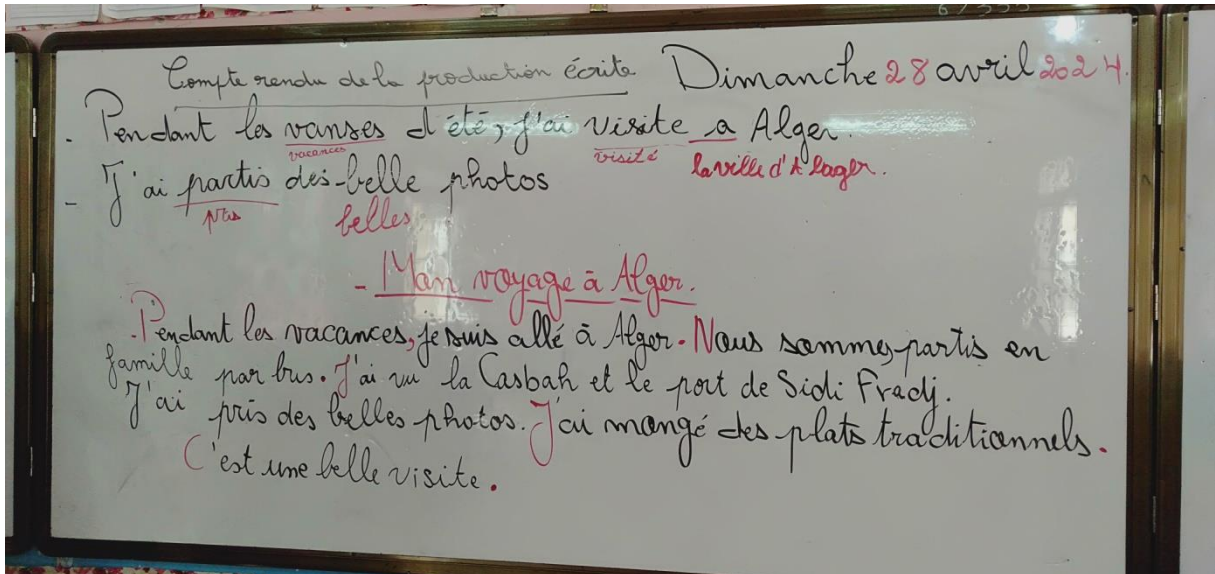 67355
Compte rendu de la production écrite Dimanche 28 avril 2024.
- Pendant les vanses d'été, j'ai visite a Alger.
vacances visité la ville d'Alager.
- J'ai partis des belle photos
pris belles
- Mon voyage à Alger.
Pendant les vacances, je suis allé à Alger. Nous sommes partis en
famille par bus. J'ai vu la Casbah et le port de Sidi Fradj.
J'ai pris des belles photos. J'ai mangé des plats traditionnels.
C'est une belle visite.